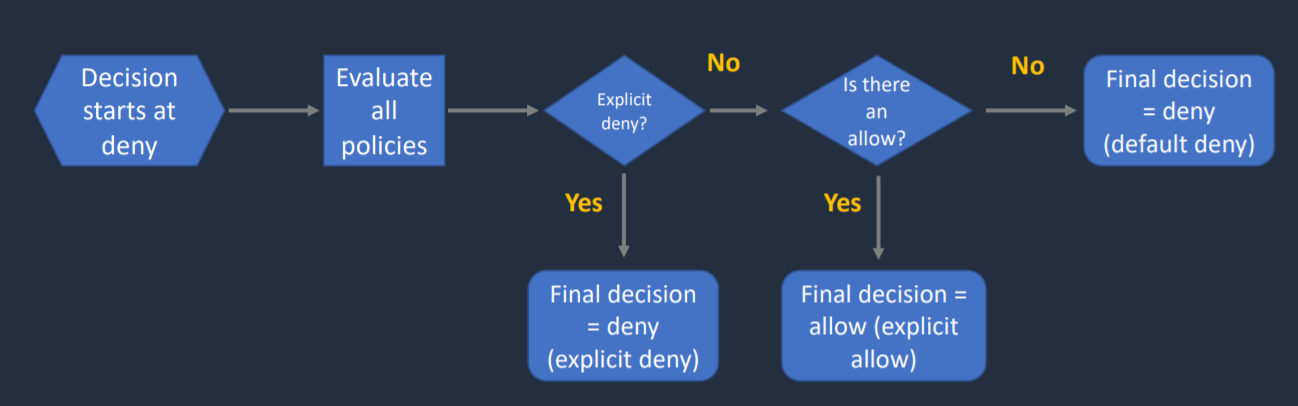 Decision
starts at
deny
Evaluate
all
policies
Explicit
deny?
No
Is there
an
allow?
No
Final decision
= deny
(default deny)
Yes
Yes
Final decision
= deny
(explicit deny)
Final decision =
allow (explicit
allow)